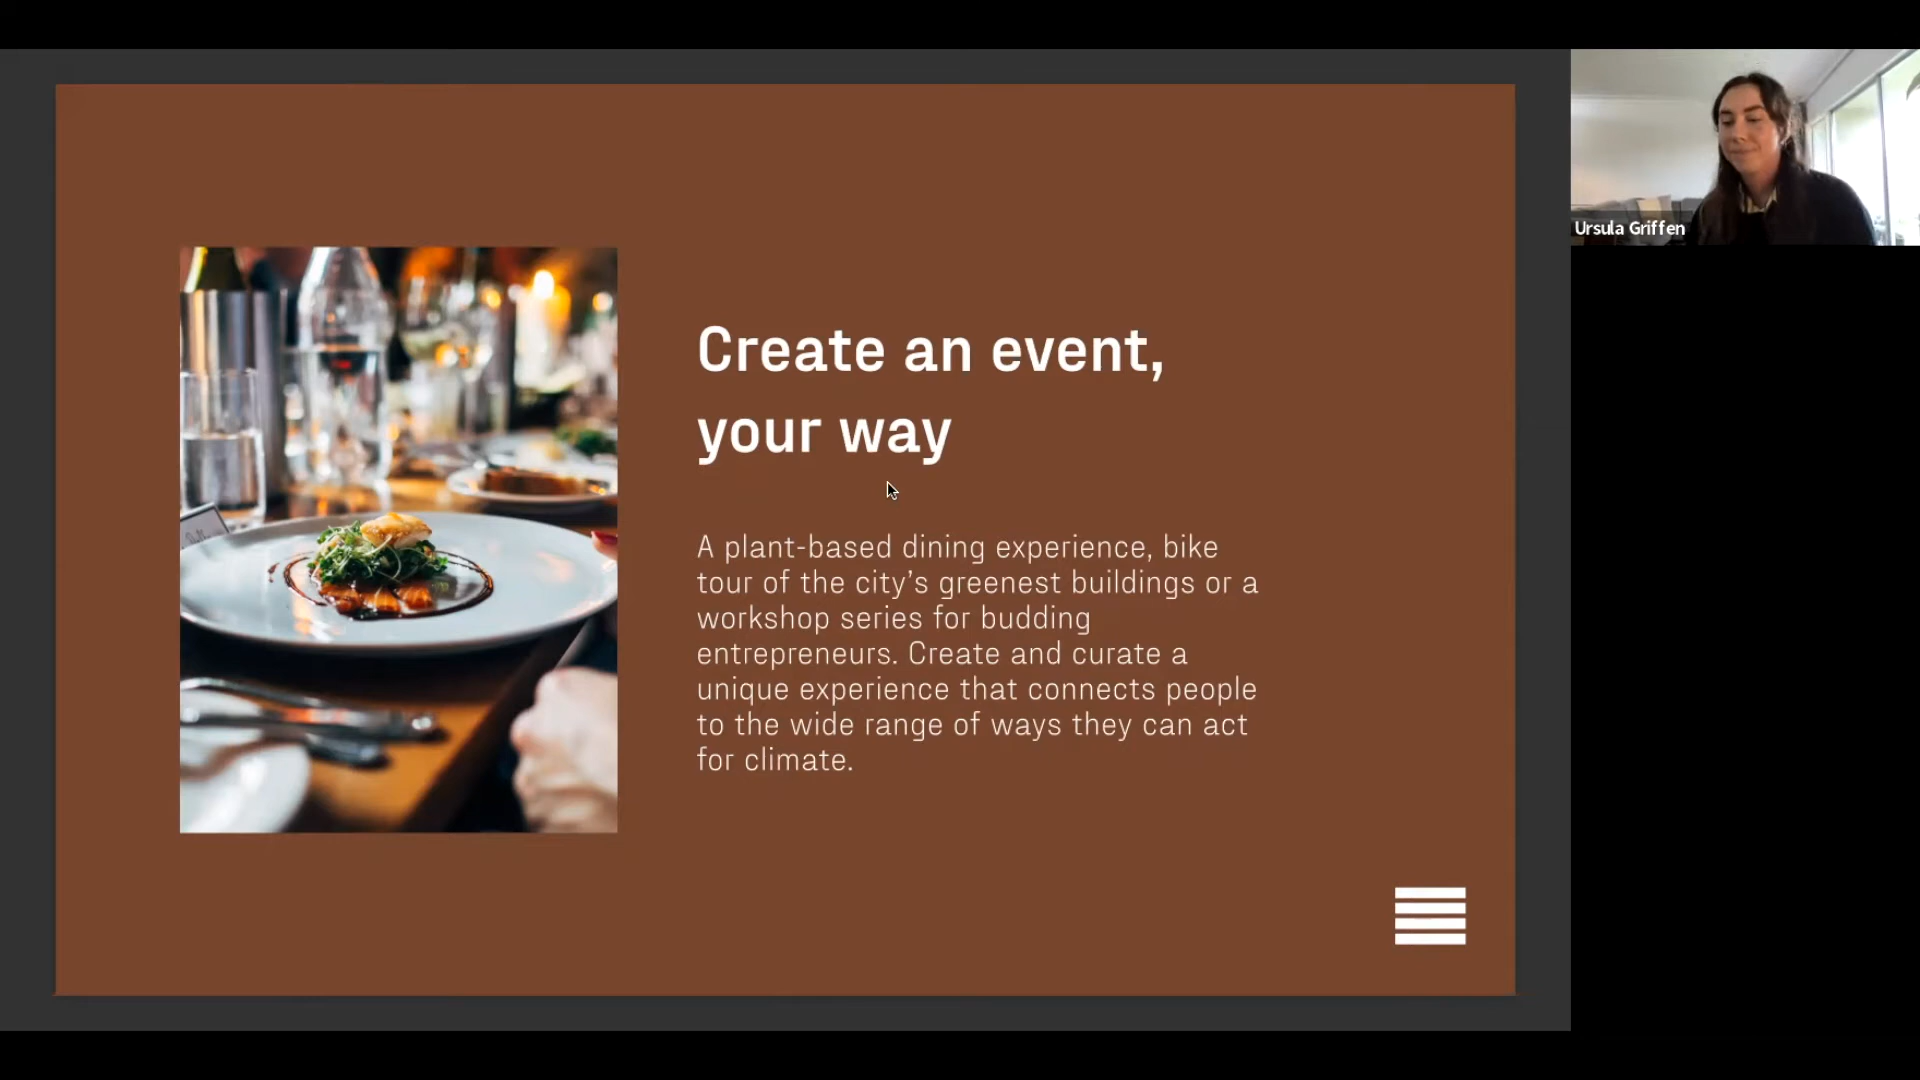 Create an event,
your way
A plant-based dining experience, bike
tour of the city’s greenest buildings or a
workshop series for budding
entrepreneurs. Create and curate a
unique experience that connects people
to the wide range of ways they can act
for climate.
Ursula Griffen